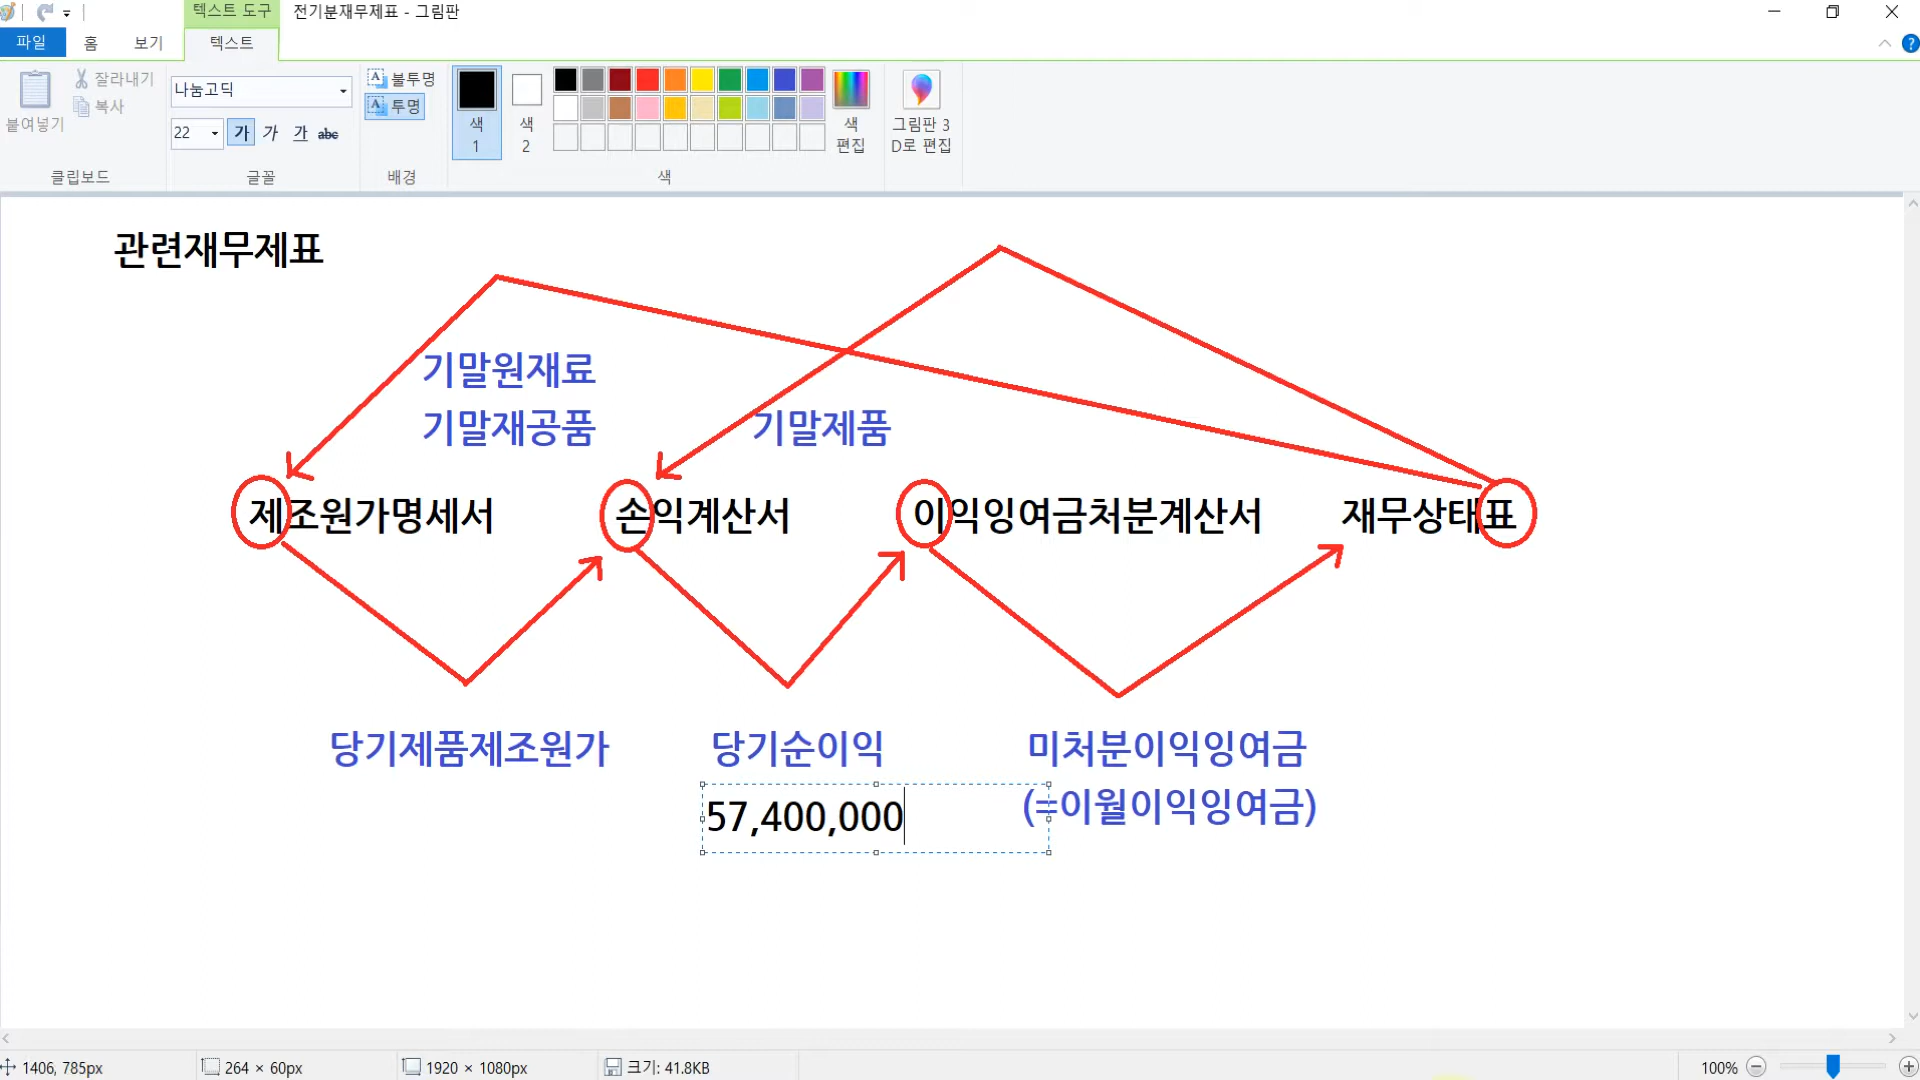 텍스트 도구
전기분재무제표 - 그림판
파일
홈
보기
텍스트
붙여넣기
잘라내기
복사
클립보드
나눔고딕
22
가 가 가 abc
글꼴
불투명
투명
배경
색
1
색
2
색
편집
색
그림판 3
D로 편집
관련재무제표
기말원재료
기말재공품
기말제품
제조원가명세서
손익계산서
이익잉여금처분계산서
재무상태표
당기제품제조원가
당기순이익
미처분이익잉여금
57,400,000
(=이월이익잉여금)
1406, 785px
264 × 60px
1920 × 1080px
크기: 41.8KB
100%